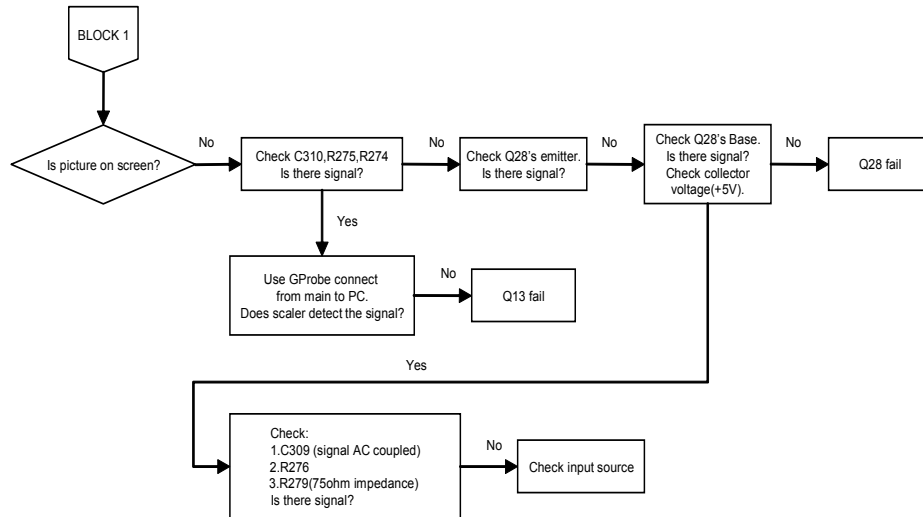 BLOCK 1
Is picture on screen?
No
Check C310,R275,R274
Is there signal?
No
Check Q28's emitter.
Is there signal?
No
Check Q28's Base.
Is there signal?
Check collector
voltage(+5V).
No
Q28 fail
Yes
Use GProbe connect
from main to PC.
Does scaler detect the signal?
No
Q13 fail
Yes
Check:
1.C309 (signal AC coupled)
2.R276
3.R279(75ohm impedance)
Is there signal?
No
Check input source